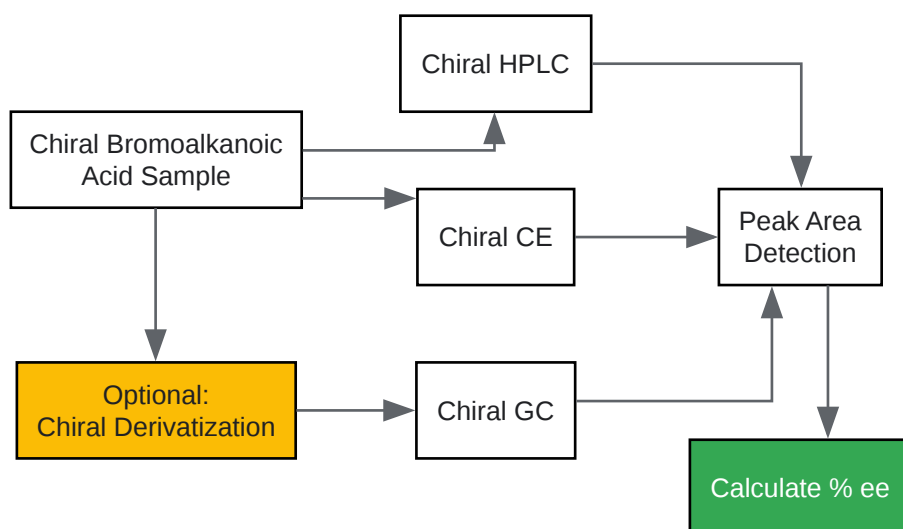 Chiral HPLC
Chiral Bromoalkanoic
Acid Sample
Chiral CE
Peak Area
Detection
Optional:
Chiral Derivatization
Chiral GC
Calculate % ee